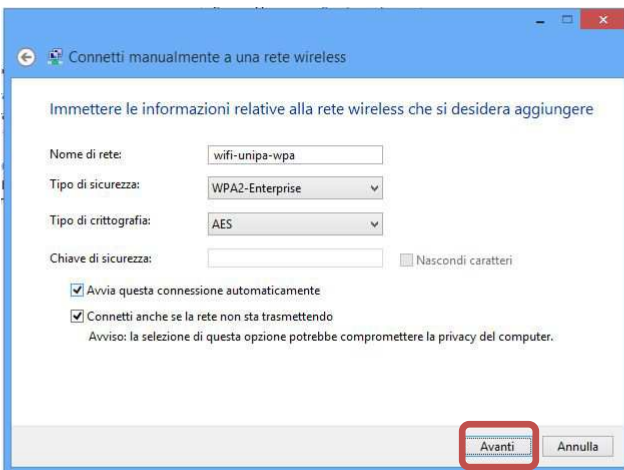 Connetti manualmente a una rete wireless
Immettere le informazioni relative alla rete wireless che si desidera aggiungere
Nome di rete: wifi-unipa-wpa
Tipo di sicurezza: WPA2-Enterprise
Tipo di crittografia: AES
Chiave di sicurezza: Nascondi caratteri
Avvia questa connessione automaticamente
Connetti anche se la rete non sta trasmettendo
Avviso: la selezione di questa opzione potrebbe compromettere la privacy del computer.
Avanti Annulla